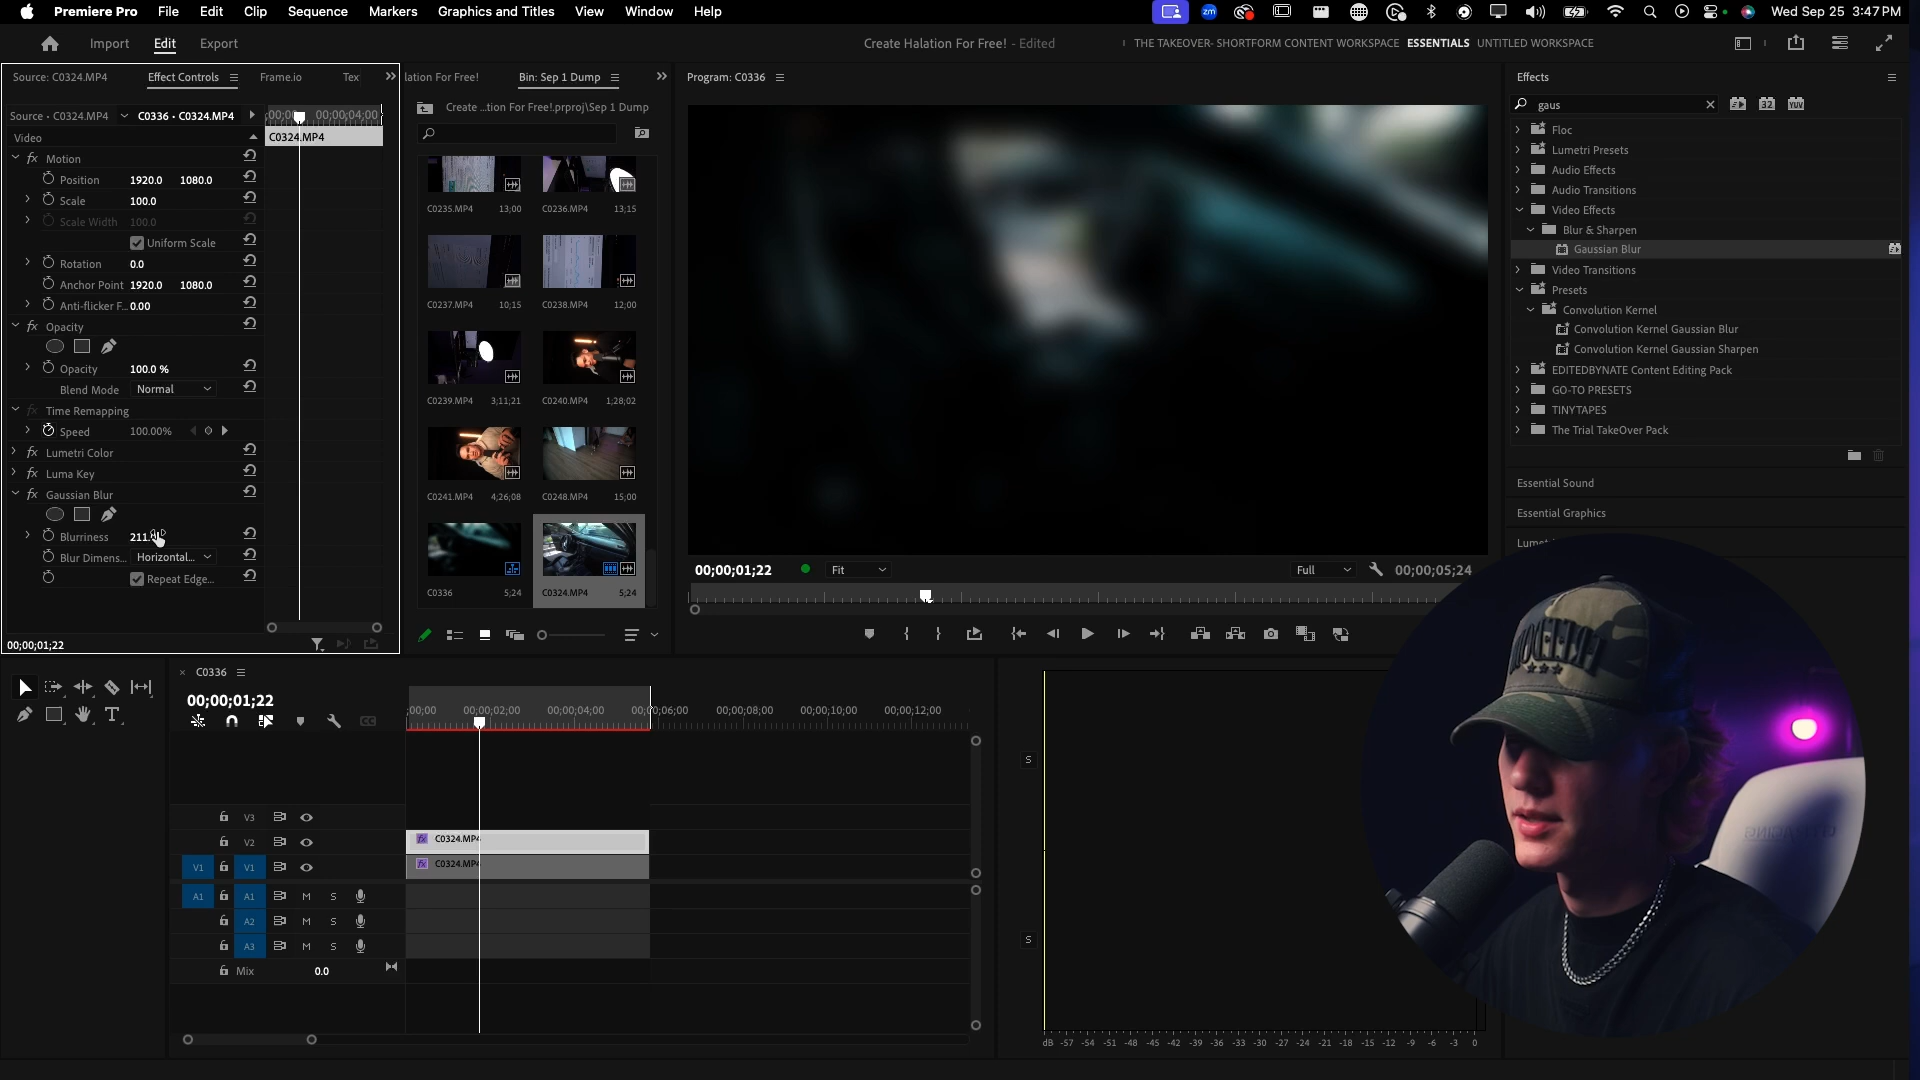 Premiere Pro File Edit Clip Sequence Markers Graphics and Titles View Window Help Wed Sep 25 3:47 PM
Import Edit Export Create Halation For Free! - Edited THE TAKEOVER- SHORTFORM CONTENT WORKSPACE ESSENTIALS UNTITLED WORKSPACE
Source: C0324.MP4 Effect Controls Frame.io Tex
Source • C0324.MP4 C0336 • C0324.MP4 ;00;00 00;00;04;00
Video C0324.MP4
fx Motion
Position 1920.0 1080.0
Scale 100.0
Scale Width 100.0
Uniform Scale
Rotation 0.0
Anchor Point 1920.0 1080.0
Anti-flicker F... 0.00
fx Opacity
Opacity 100.0 %
Blend Mode Normal
Time Remapping
Speed 100.00%
fx Lumetri Color
fx Luma Key
fx Gaussian Blur
Blurriness 211.
Blur Dimens... Horizontal...
Repeat Edge...
00;00;01;22
lation For Free! Bin: Sep 1 Dump
Create ...tion For Free!.prproj\Sep 1 Dump
C0235.MP4 13;00 C0236.MP4 13;15
C0237.MP4 10;15 C0238.MP4 12;00
C0239.MP4 3;11;21 C0240.MP4 1;28;02
C0241.MP4 4;26;08 C0248.MP4 15;00
C0336 5;24 C0324.MP4 5;24
Program: C0336
00;00;01;22 Fit Full 00;00;05;24
Effects
gaus 32 YUV
Floc
Lumetri Presets
Audio Effects
Audio Transitions
Video Effects
Blur & Sharpen
Gaussian Blur
Video Transitions
Presets
Convolution Kernel
Convolution Kernel Gaussian Blur
Convolution Kernel Gaussian Sharpen
EDITEDBYNATE Content Editing Pack
GO-TO PRESETS
TINYTAPES
The Trial TakeOver Pack
Essential Sound
Essential Graphics
Lumet
C0336
00;00;01;22
;00;00 00;00;02;00 00;00;04;00 00;00;06;00 00;00;08;00 00;00;10;00 00;00;12;00
V3
V2 fx C0324.MP4
V1 V1 fx C0324.MP4
A1 A1 M S
A2 M S
A3 M S
Mix 0.0
S
S
dB -57 -54 -51 -48 -45 -42 -39 -36 -33 -30 -27 -24 -21 -18 -15 -12 -9 -6 -3 0